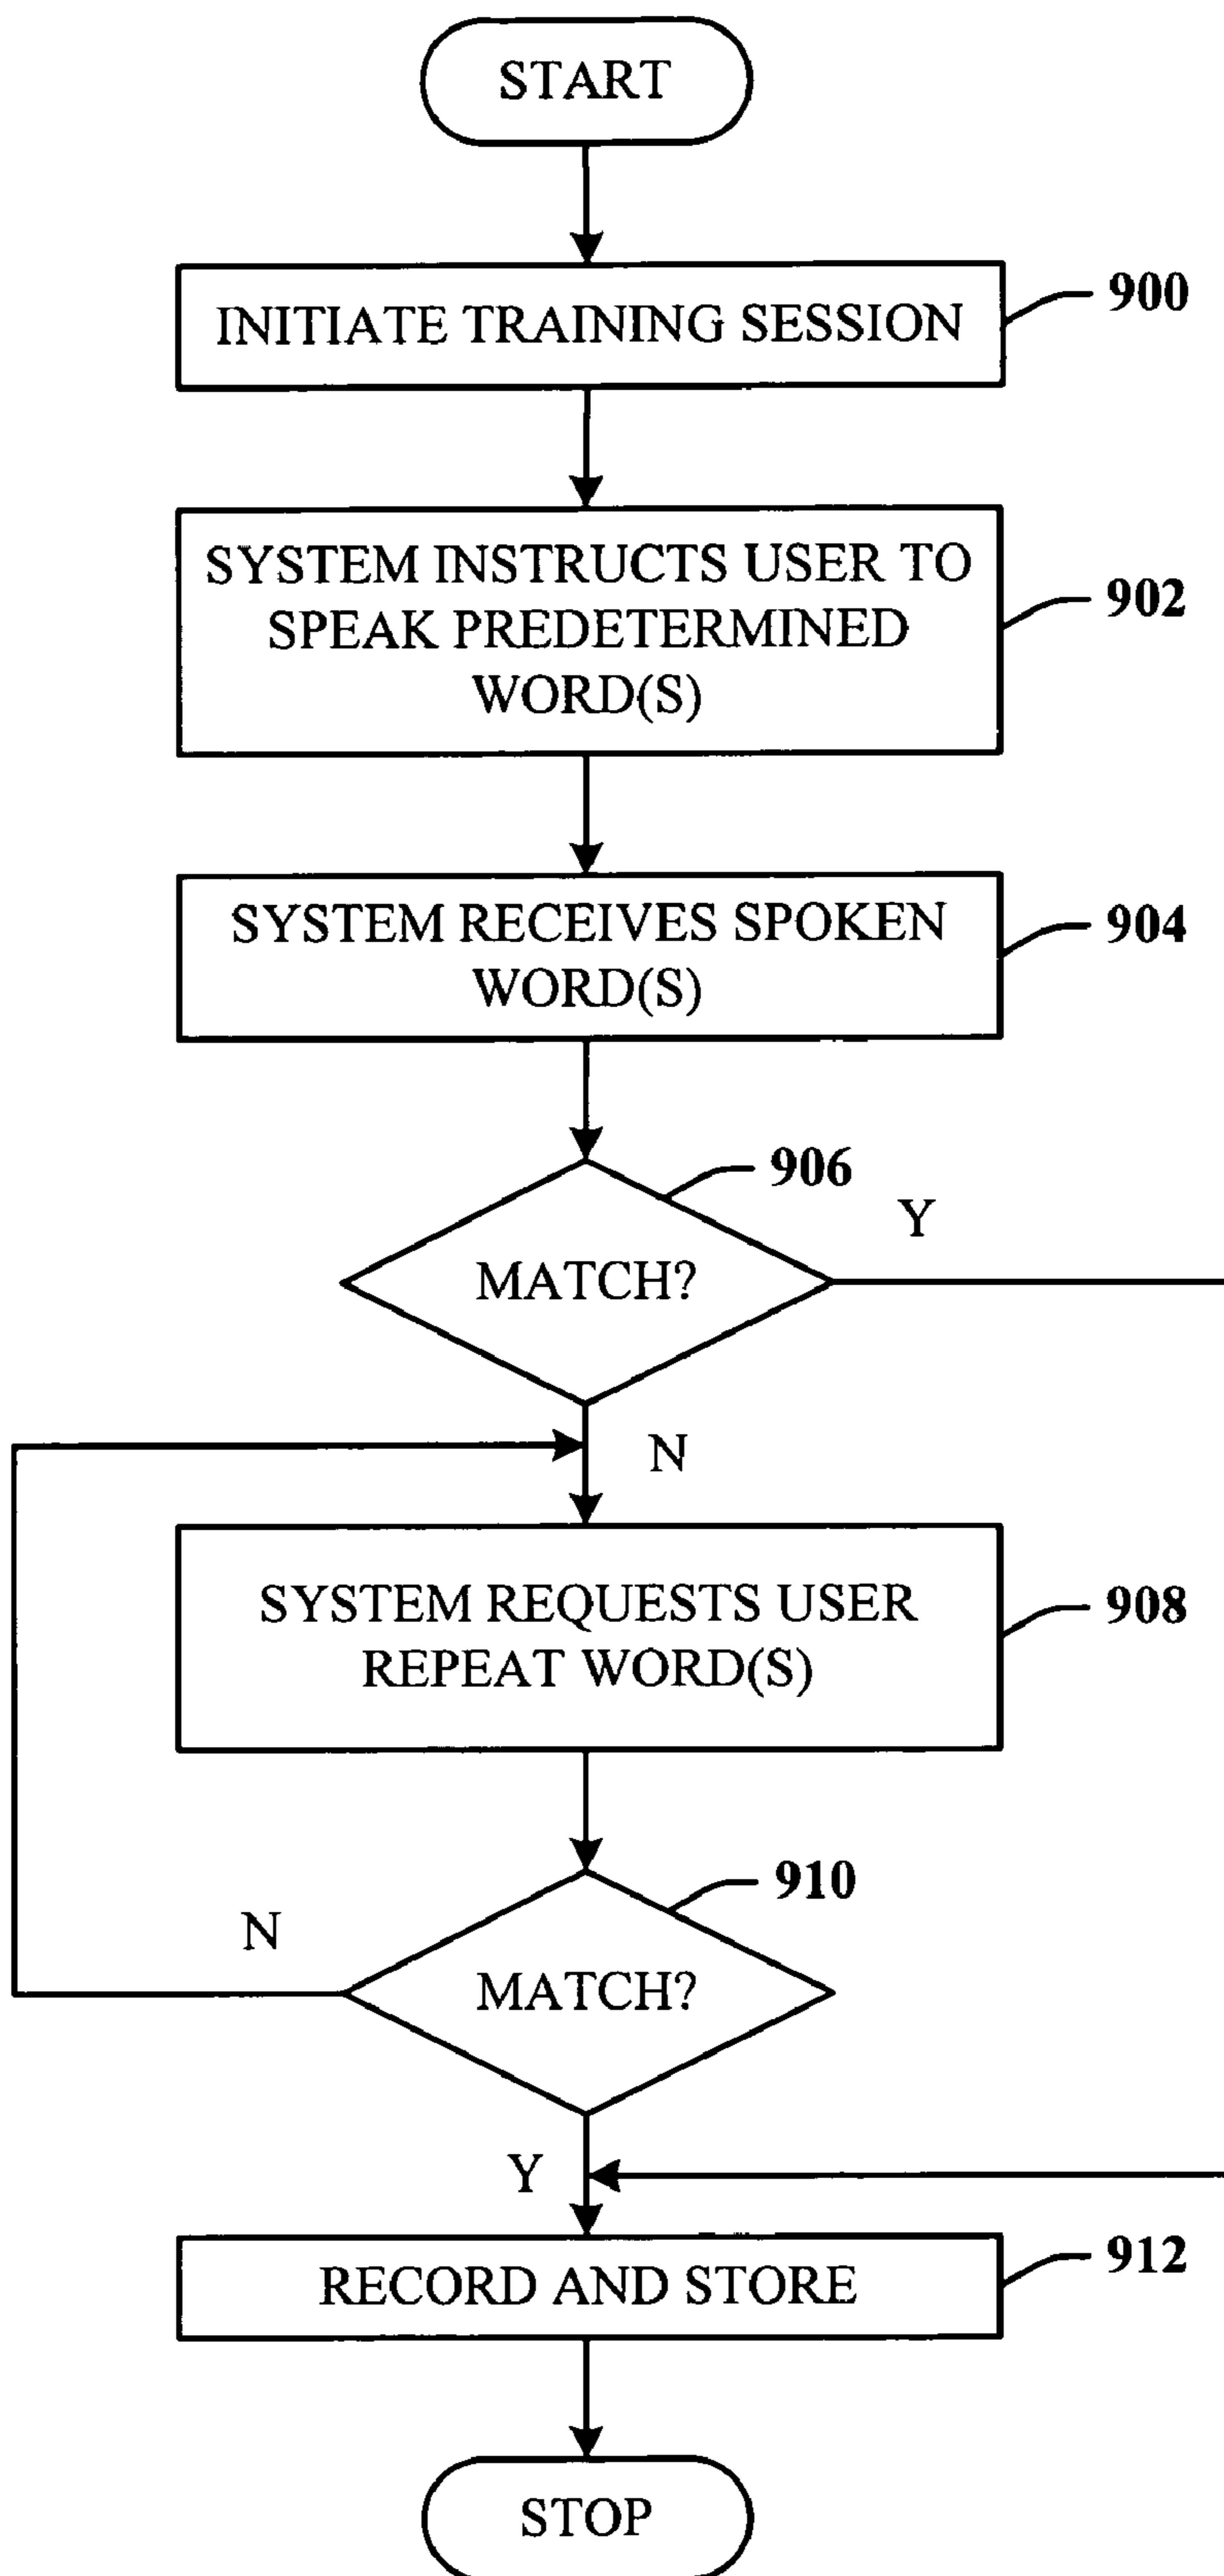 START
INITIATE TRAINING SESSION
900
SYSTEM INSTRUCTS USER TO
SPEAK PREDETERMINED
WORD(S)
902
SYSTEM RECEIVES SPOKEN
WORD(S)
904
906
Y
MATCH?
N
SYSTEM REQUESTS USER
REPEAT WORD(S)
908
910
N
MATCH?
Y
RECORD AND STORE
912
STOP